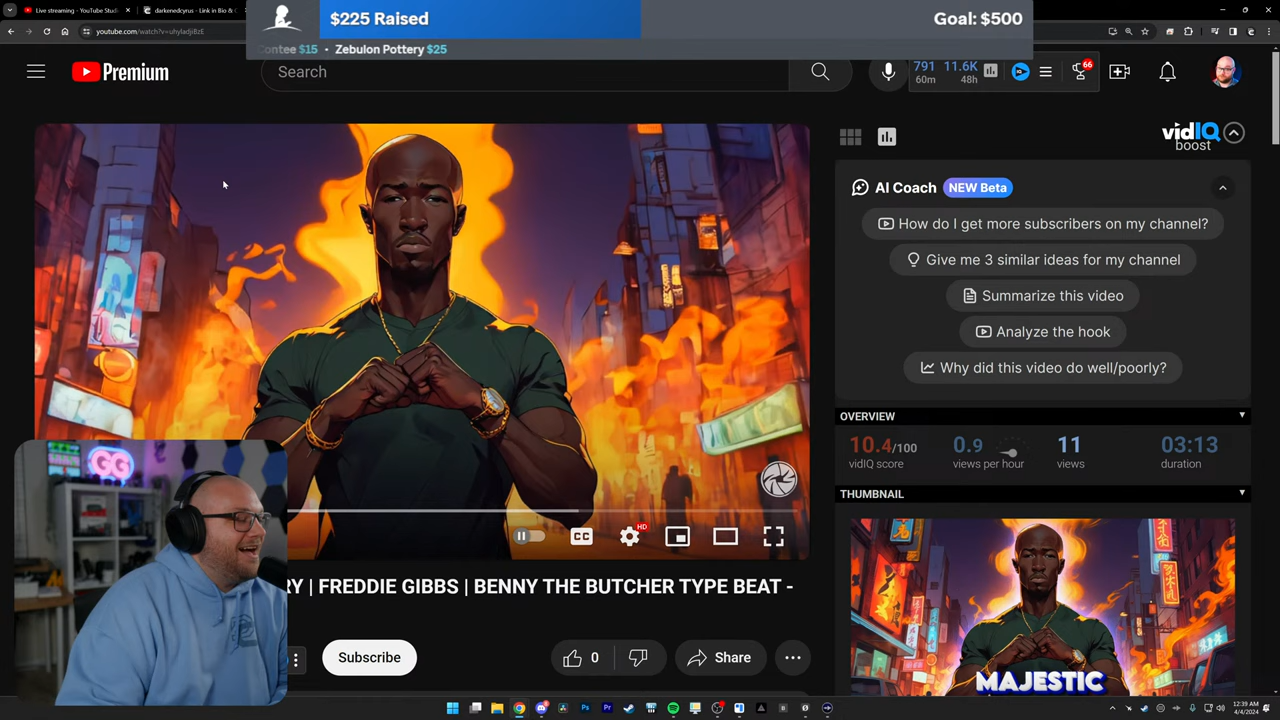 $225 Raised
Goal: $500
Contee $15 • Zebulon Pottery $25
Live streaming - YouTube Stud
darkenedcyrus - Link in Bio & C
youtube.com/watch?v=uhyladjiBzE
Premium
Search
791
60m
11.6K
48h
66
vidIQ
boost
AI Coach
NEW Beta
How do I get more subscribers on my channel?
Give me 3 similar ideas for my channel
Summarize this video
Analyze the hook
Why did this video do well/poorly?
OVERVIEW
10.4/100
vidIQ score
0.9
views per hour
11
views
03:13
duration
THUMBNAIL
MAJESTIC
CC
HD
GG
RY | FREDDIE GIBBS | BENNY THE BUTCHER TYPE BEAT -
Subscribe
0
Share
12:39 AM
4/4/2024